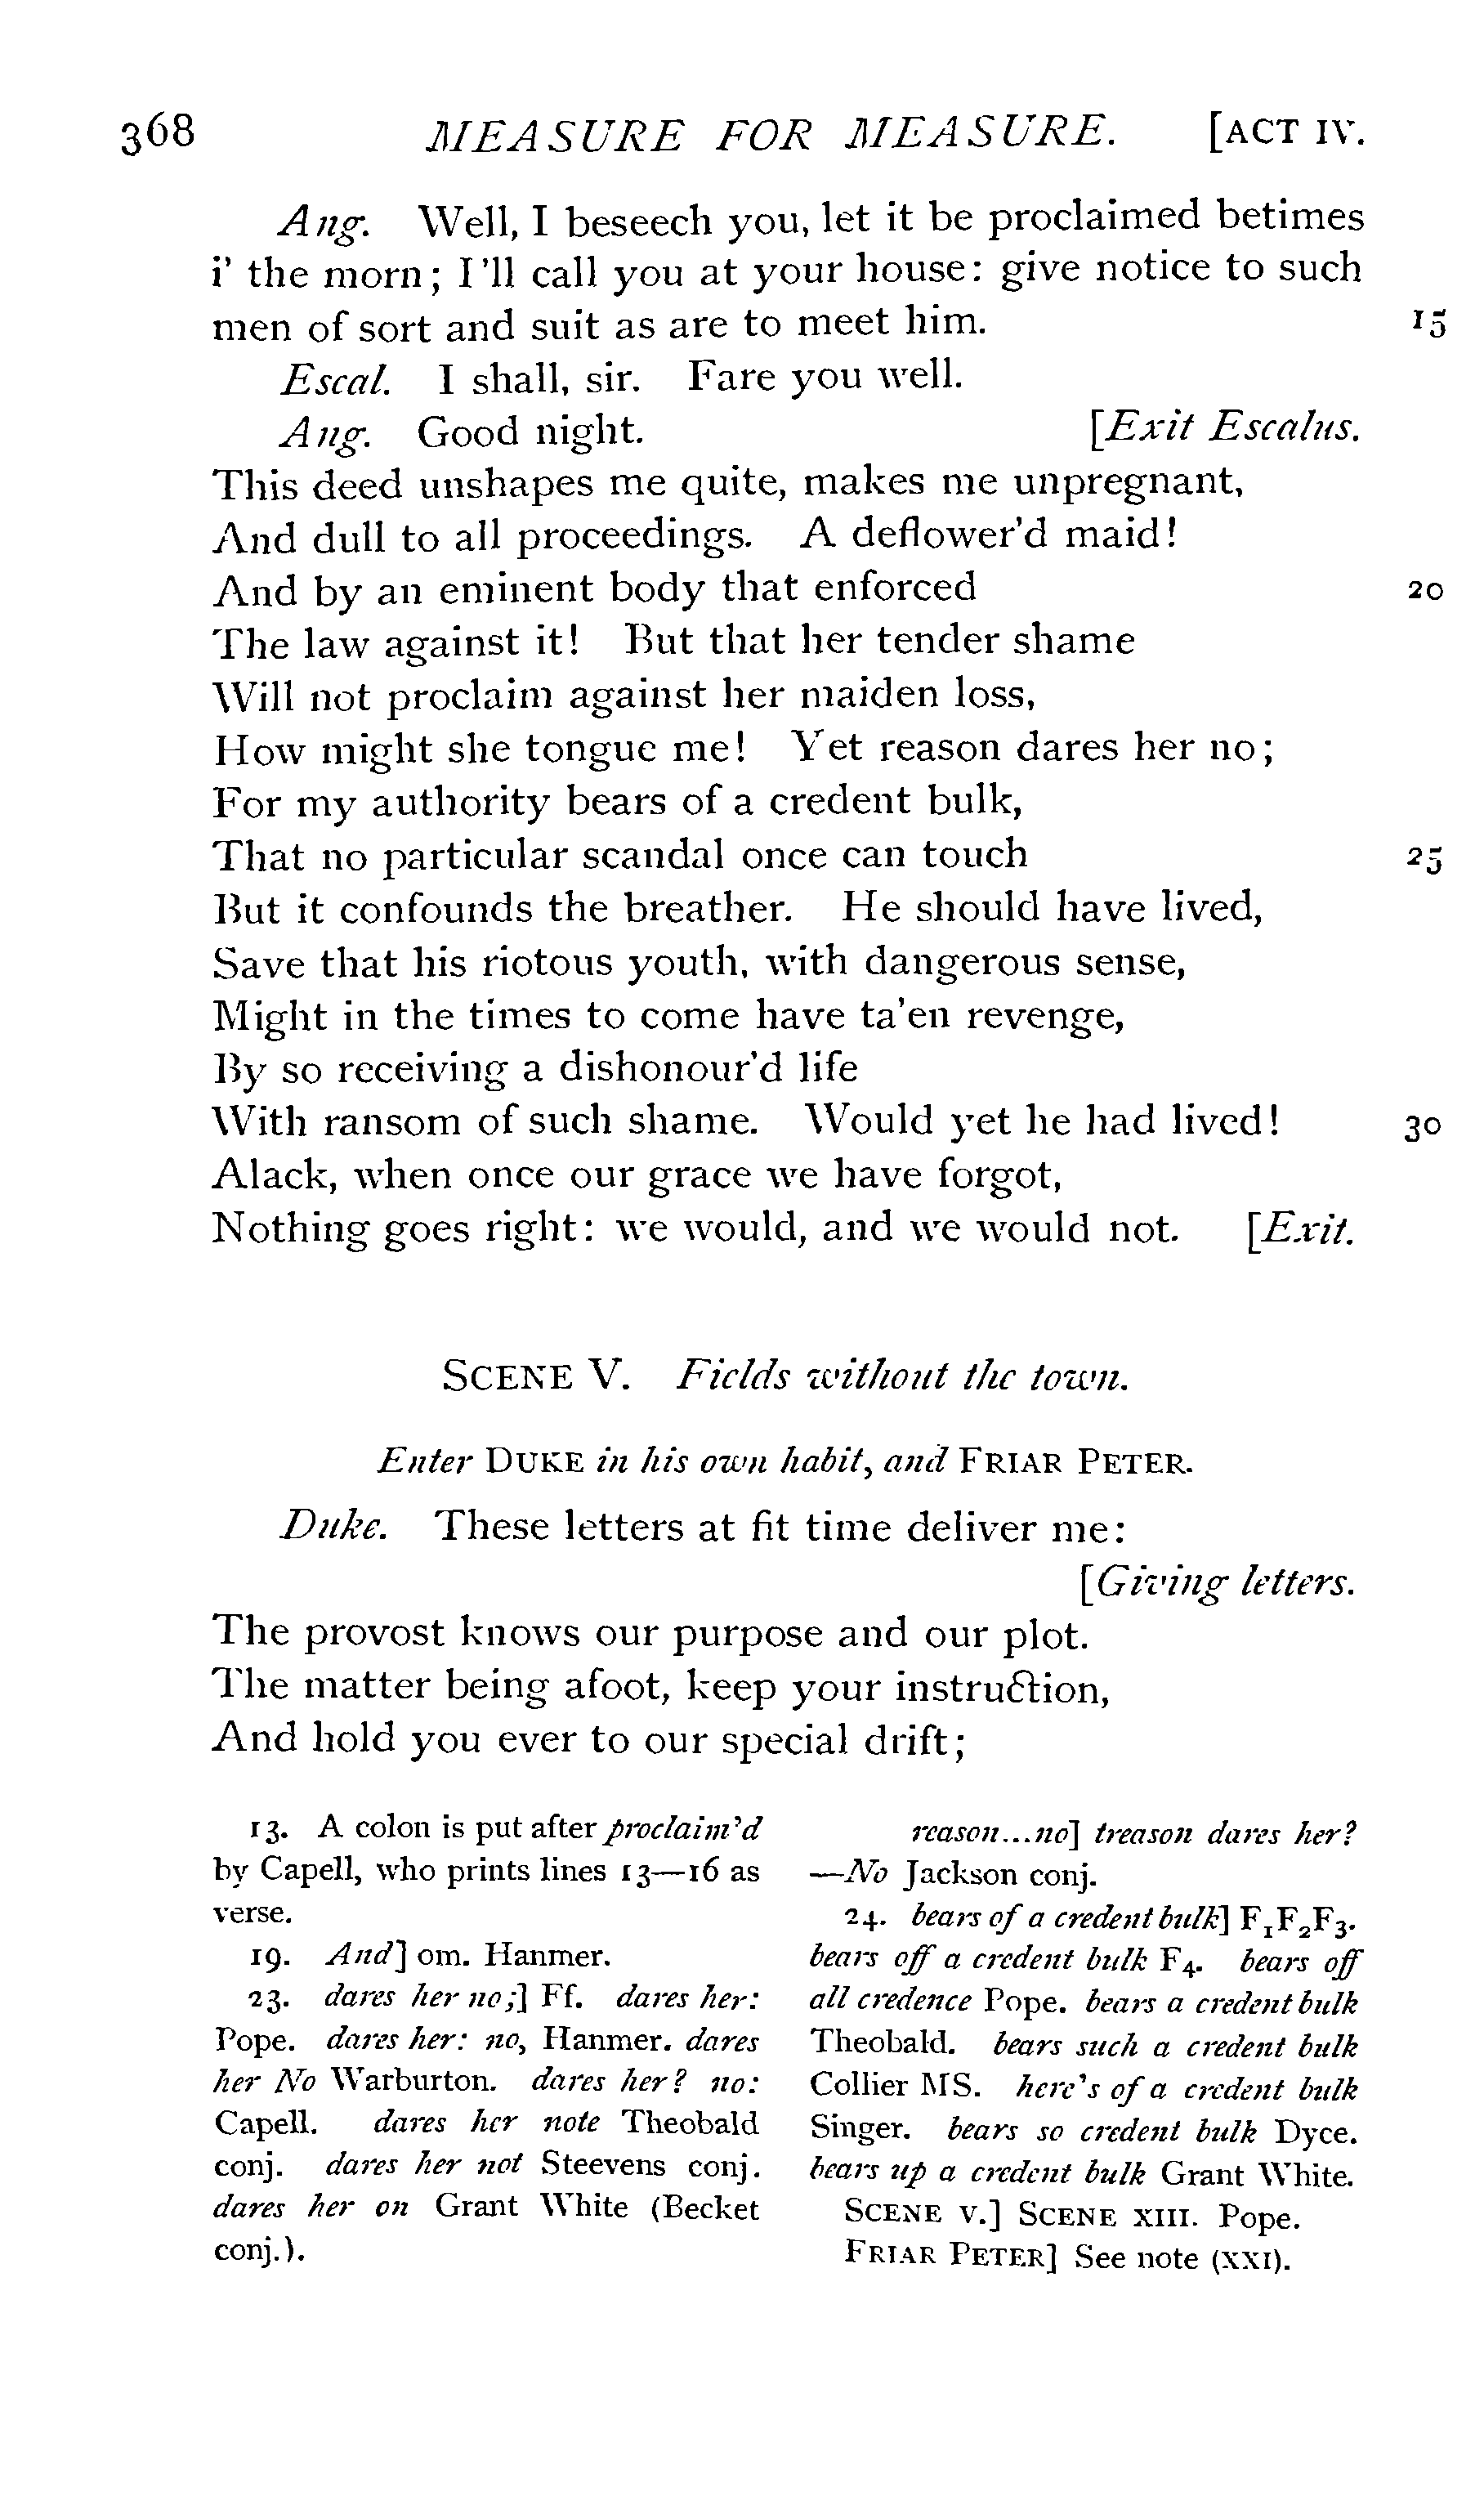 368 MEASURE FOR MEASURE. [ACT IV.
Ang. Well, I beseech you, let it be proclaimed betimes
i' the morn; I'll call you at your house: give notice to such
men of sort and suit as are to meet him. 15
Escal. I shall, sir. Fare you well.
Ang. Good night. [Exit Escalus.
This deed unshapes me quite, makes me unpregnant,
And dull to all proceedings. A deflower'd maid!
And by an eminent body that enforced 20
The law against it! But that her tender shame
Will not proclaim against her maiden loss,
How might she tongue me! Yet reason dares her no;
For my authority bears of a credent bulk,
That no particular scandal once can touch 25
But it confounds the breather. He should have lived,
Save that his riotous youth, with dangerous sense,
Might in the times to come have ta'en revenge,
By so receiving a dishonour'd life
With ransom of such shame. Would yet he had lived! 30
Alack, when once our grace we have forgot,
Nothing goes right: we would, and we would not. [Exit.
SCENE V. Fields without the town.
Enter DUKE in his own habit, and FRIAR PETER.
Duke. These letters at fit time deliver me:
[Giving letters.
The provost knows our purpose and our plot.
The matter being afoot, keep your instruction,
And hold you ever to our special drift;
13. A colon is put after proclaim'd
by Capell, who prints lines 13—16 as
verse.
19. And] om. Hanmer.
23. dares her no;] Ff. dares her:
Pope. dares her: no, Hanmer. dares
her No Warburton. dares her? no:
Capell. dares her note Theobald
conj. dares her not Steevens conj.
dares her on Grant White (Becket
conj.).
reason...no] treason dares her?
—No Jackson conj.
24. bears of a credent bulk] F1F2F3.
bears off a credent bulk F4. bears off
all credence Pope. bears a credent bulk
Theobald. bears such a credent bulk
Collier MS. here's of a credent bulk
Singer. bears so credent bulk Dyce.
bears up a credent bulk Grant White.
SCENE V.] SCENE XIII. Pope.
FRIAR PETER] See note (XXI).